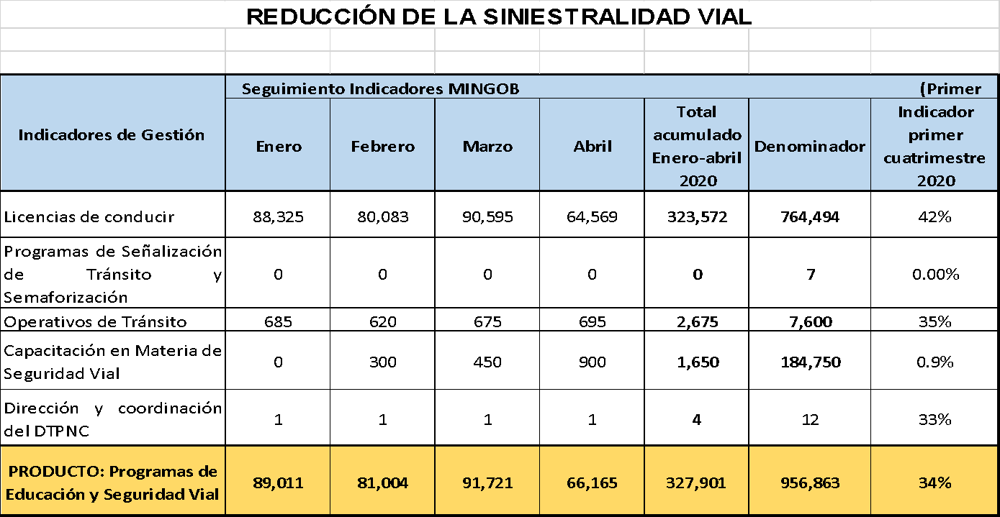 REDUCCIÓN DE LA SINIESTRALIDAD VIAL
Indicadores de Gestión
Seguimiento Indicadores MINGOB (Primer
Enero Febrero Marzo Abril Total acumulado Enero-abril 2020 Denominador Indicador primer cuatrimestre 2020
Licencias de conducir 88,325 80,083 90,595 64,569 323,572 764,494 42%
Programas de Señalización
de Tránsito y
Semaforización 0 0 0 0 0 7 0.00%
Operativos de Tránsito 685 620 675 695 2,675 7,600 35%
Capacitación en Materia de
Seguridad Vial 0 300 450 900 1,650 184,750 0.9%
Dirección y coordinación
del DTPNC 1 1 1 1 4 12 33%
PRODUCTO: Programas de
Educación y Seguridad Vial 89,011 81,004 91,721 66,165 327,901 956,863 34%